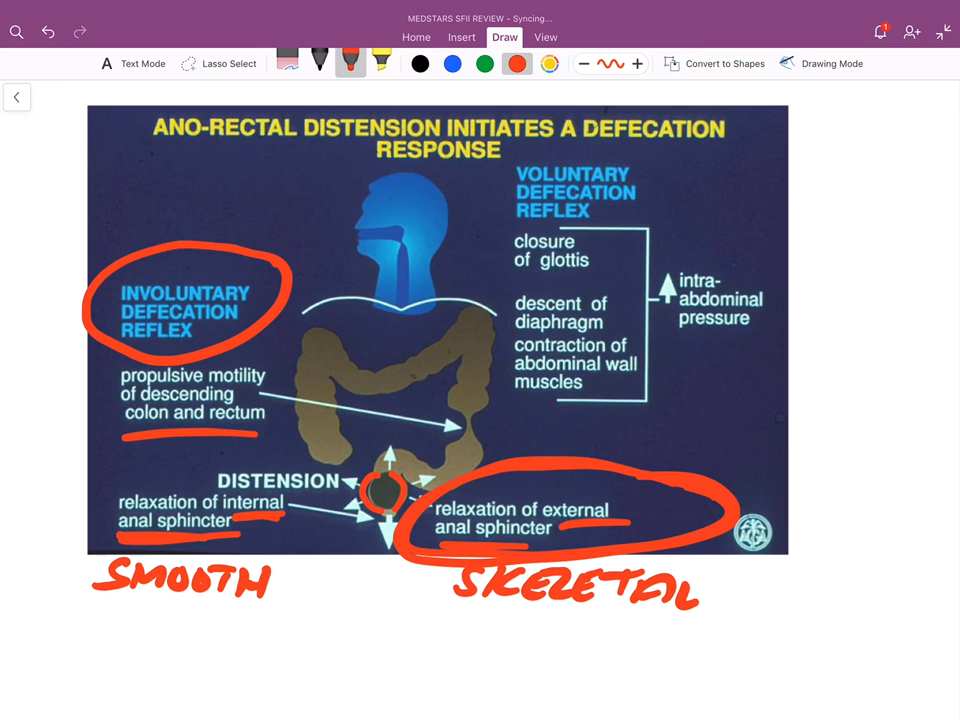 MEDSTARS SFII REVIEW - Syncing...
Home Insert Draw View
1
A Text Mode Lasso Select Convert to Shapes Drawing Mode
ANO-RECTAL DISTENSION INITIATES A DEFECATION
RESPONSE
VOLUNTARY
DEFECATION
REFLEX
closure
of glottis
descent of
diaphragm
contraction of
abdominal wall
muscles
intra-
abdominal
pressure
INVOLUNTARY
DEFECATION
REFLEX
propulsive motility
of descending
colon and rectum
DISTENSION
relaxation of internal
anal sphincter
relaxation of external
anal sphincter
AGA
SMOOTH
SKELETAL